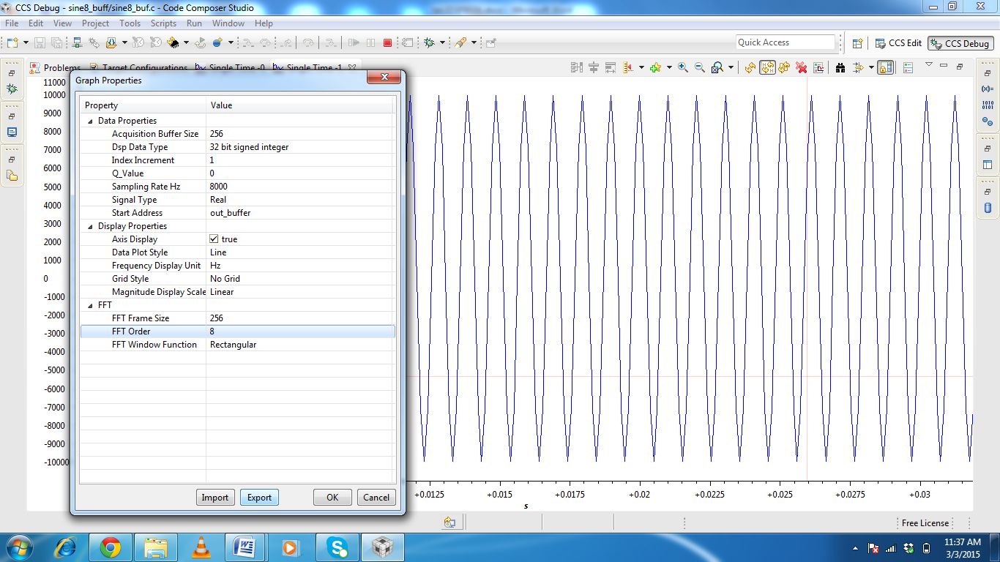 CCS Debug - sine8_buff/sine8_buf.c - Code Composer Studio
File Edit View Project Tools Scripts Run Window Help
Quick Access
CCS Edit
CCS Debug
Problems Target Configurations Single Time -0 Single Time -1
Graph Properties
Property Value
Data Properties
Acquisition Buffer Size 256
Dsp Data Type 32 bit signed integer
Index Increment 1
Q_Value 0
Sampling Rate Hz 8000
Signal Type Real
Start Address out_buffer
Display Properties
Axis Display true
Data Plot Style Line
Frequency Display Unit Hz
Grid Style No Grid
Magnitude Display Scale Linear
FFT
FFT Frame Size 256
FFT Order 8
FFT Window Function Rectangular
Import Export OK Cancel
11000
10000
9000
8000
7000
6000
5000
4000
3000
2000
1000
0
-1000
-2000
-3000
-4000
-5000
-6000
-7000
-8000
-9000
-10000
+0.0125 +0.015 +0.0175 +0.02 +0.0225 +0.025 +0.0275 +0.03
s
(x)=
1010
0101
Free License
11:37 AM
3/3/2015